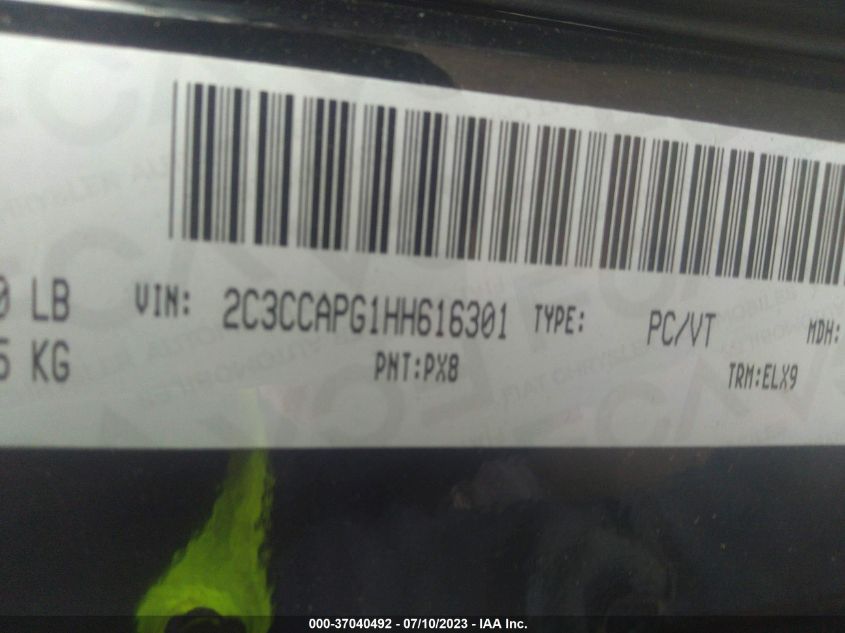 0 LB VIN: 2C3CCAPG1HH616301 TYPE: PC/VT MDH:
5 KG PNT:PX8 TRM:ELX9
000-37040492 - 07/10/2023 - IAA Inc.